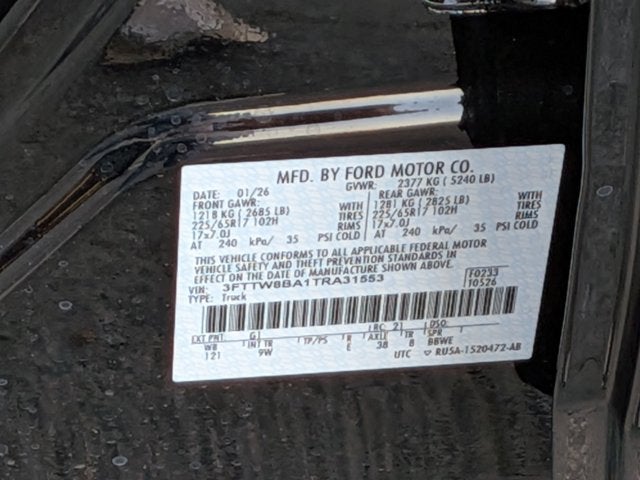 MFD. BY FORD MOTOR CO.
DATE: 01/26 GVWR: 2377 KG ( 5240 LB)
FRONT GAWR: REAR GAWR:
1218 KG ( 2685 LB) WITH 1281 KG ( 2825 LB) WITH
225/65R17 102H TIRES 225/65R17 102H TIRES
17x7.0J RIMS 17x7.0J RIMS
AT 240 kPa/ 35 PSI COLD AT 240 kPa/ 35 PSI COLD
THIS VEHICLE CONFORMS TO ALL APPLICABLE FEDERAL MOTOR
VEHICLE SAFETY AND THEFT PREVENTION STANDARDS IN
EFFECT ON THE DATE OF MANUFACTURE SHOWN ABOVE.
VIN: 3FTTW8BA1TRA31553 F0233
TYPE: Truck 10526
EXT PNT: G1 RC: 2 DSO:
WB INT TR TP/PS R AXLE TR SPR
121 9W E 38 8 BBWE
UTC ▽ RU5A-1520472-AB